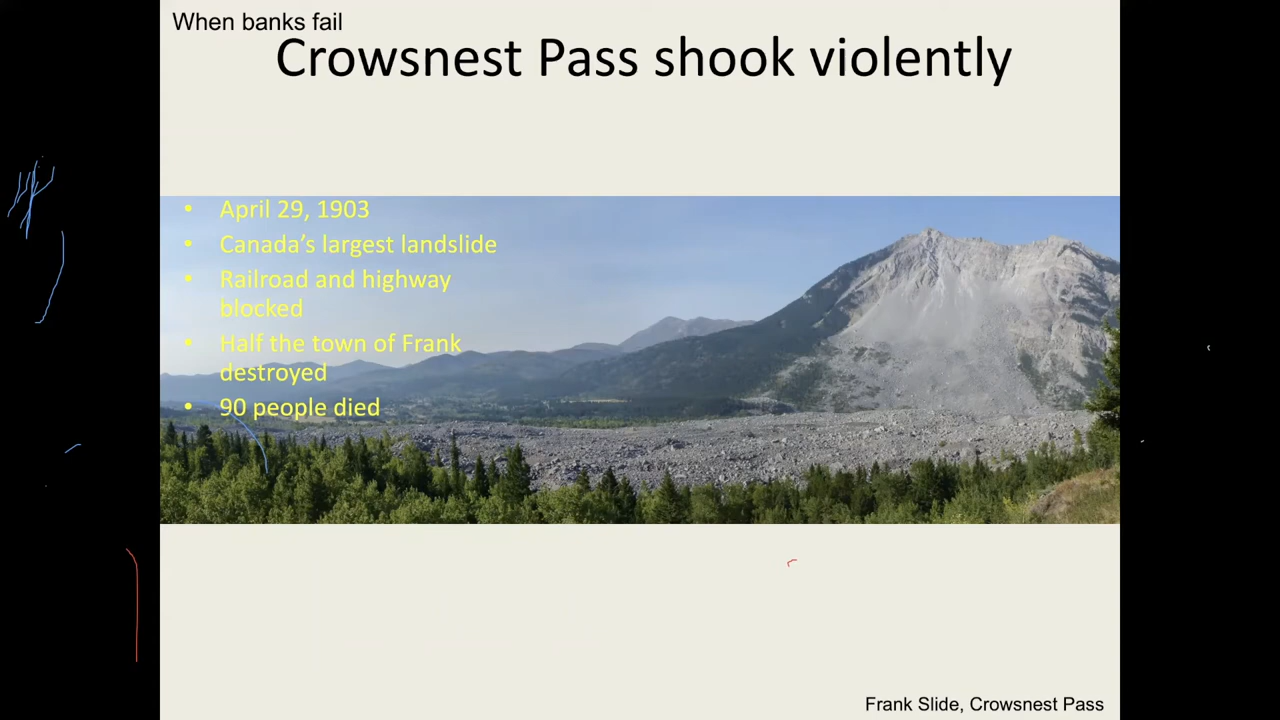 When banks fail
Crowsnest Pass shook violently
• April 29, 1903
• Canada’s largest landslide
• Railroad and highway
blocked
• Half the town of Frank
destroyed
• 90 people died
Frank Slide, Crowsnest Pass